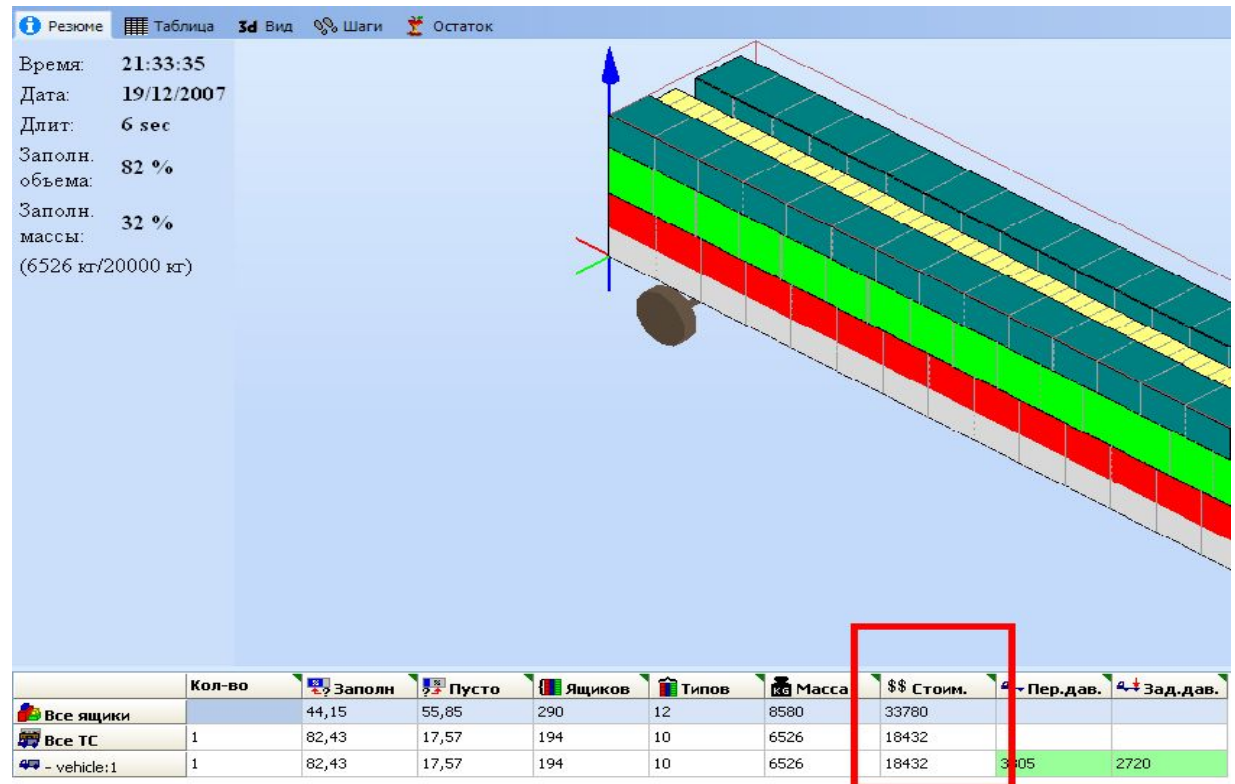 Резюме Таблица 3d Вид Шаги Остаток
Время: 21:33:35
Дата: 19/12/2007
Длит: 6 sec
Заполн. объема: 82 %
Заполн. массы: 32 %
(6526 кг/20000 кг)
Кол-во Заполн Пусто Ящиков Типов Масса $$ Стоим. Пер.дав. Зад.дав.
Все ящики 44,15 55,85 290 12 8580 33780
Все ТС 1 82,43 17,57 194 10 6526 18432
- vehicle:1 1 82,43 17,57 194 10 6526 18432 2720